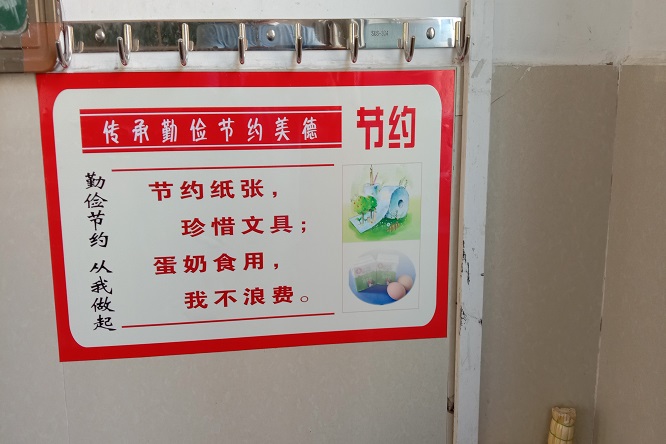 传承勤俭节约美德
节约
勤俭节约 从我做起
节约纸张，
珍惜文具；
蛋奶食用，
我不浪费。